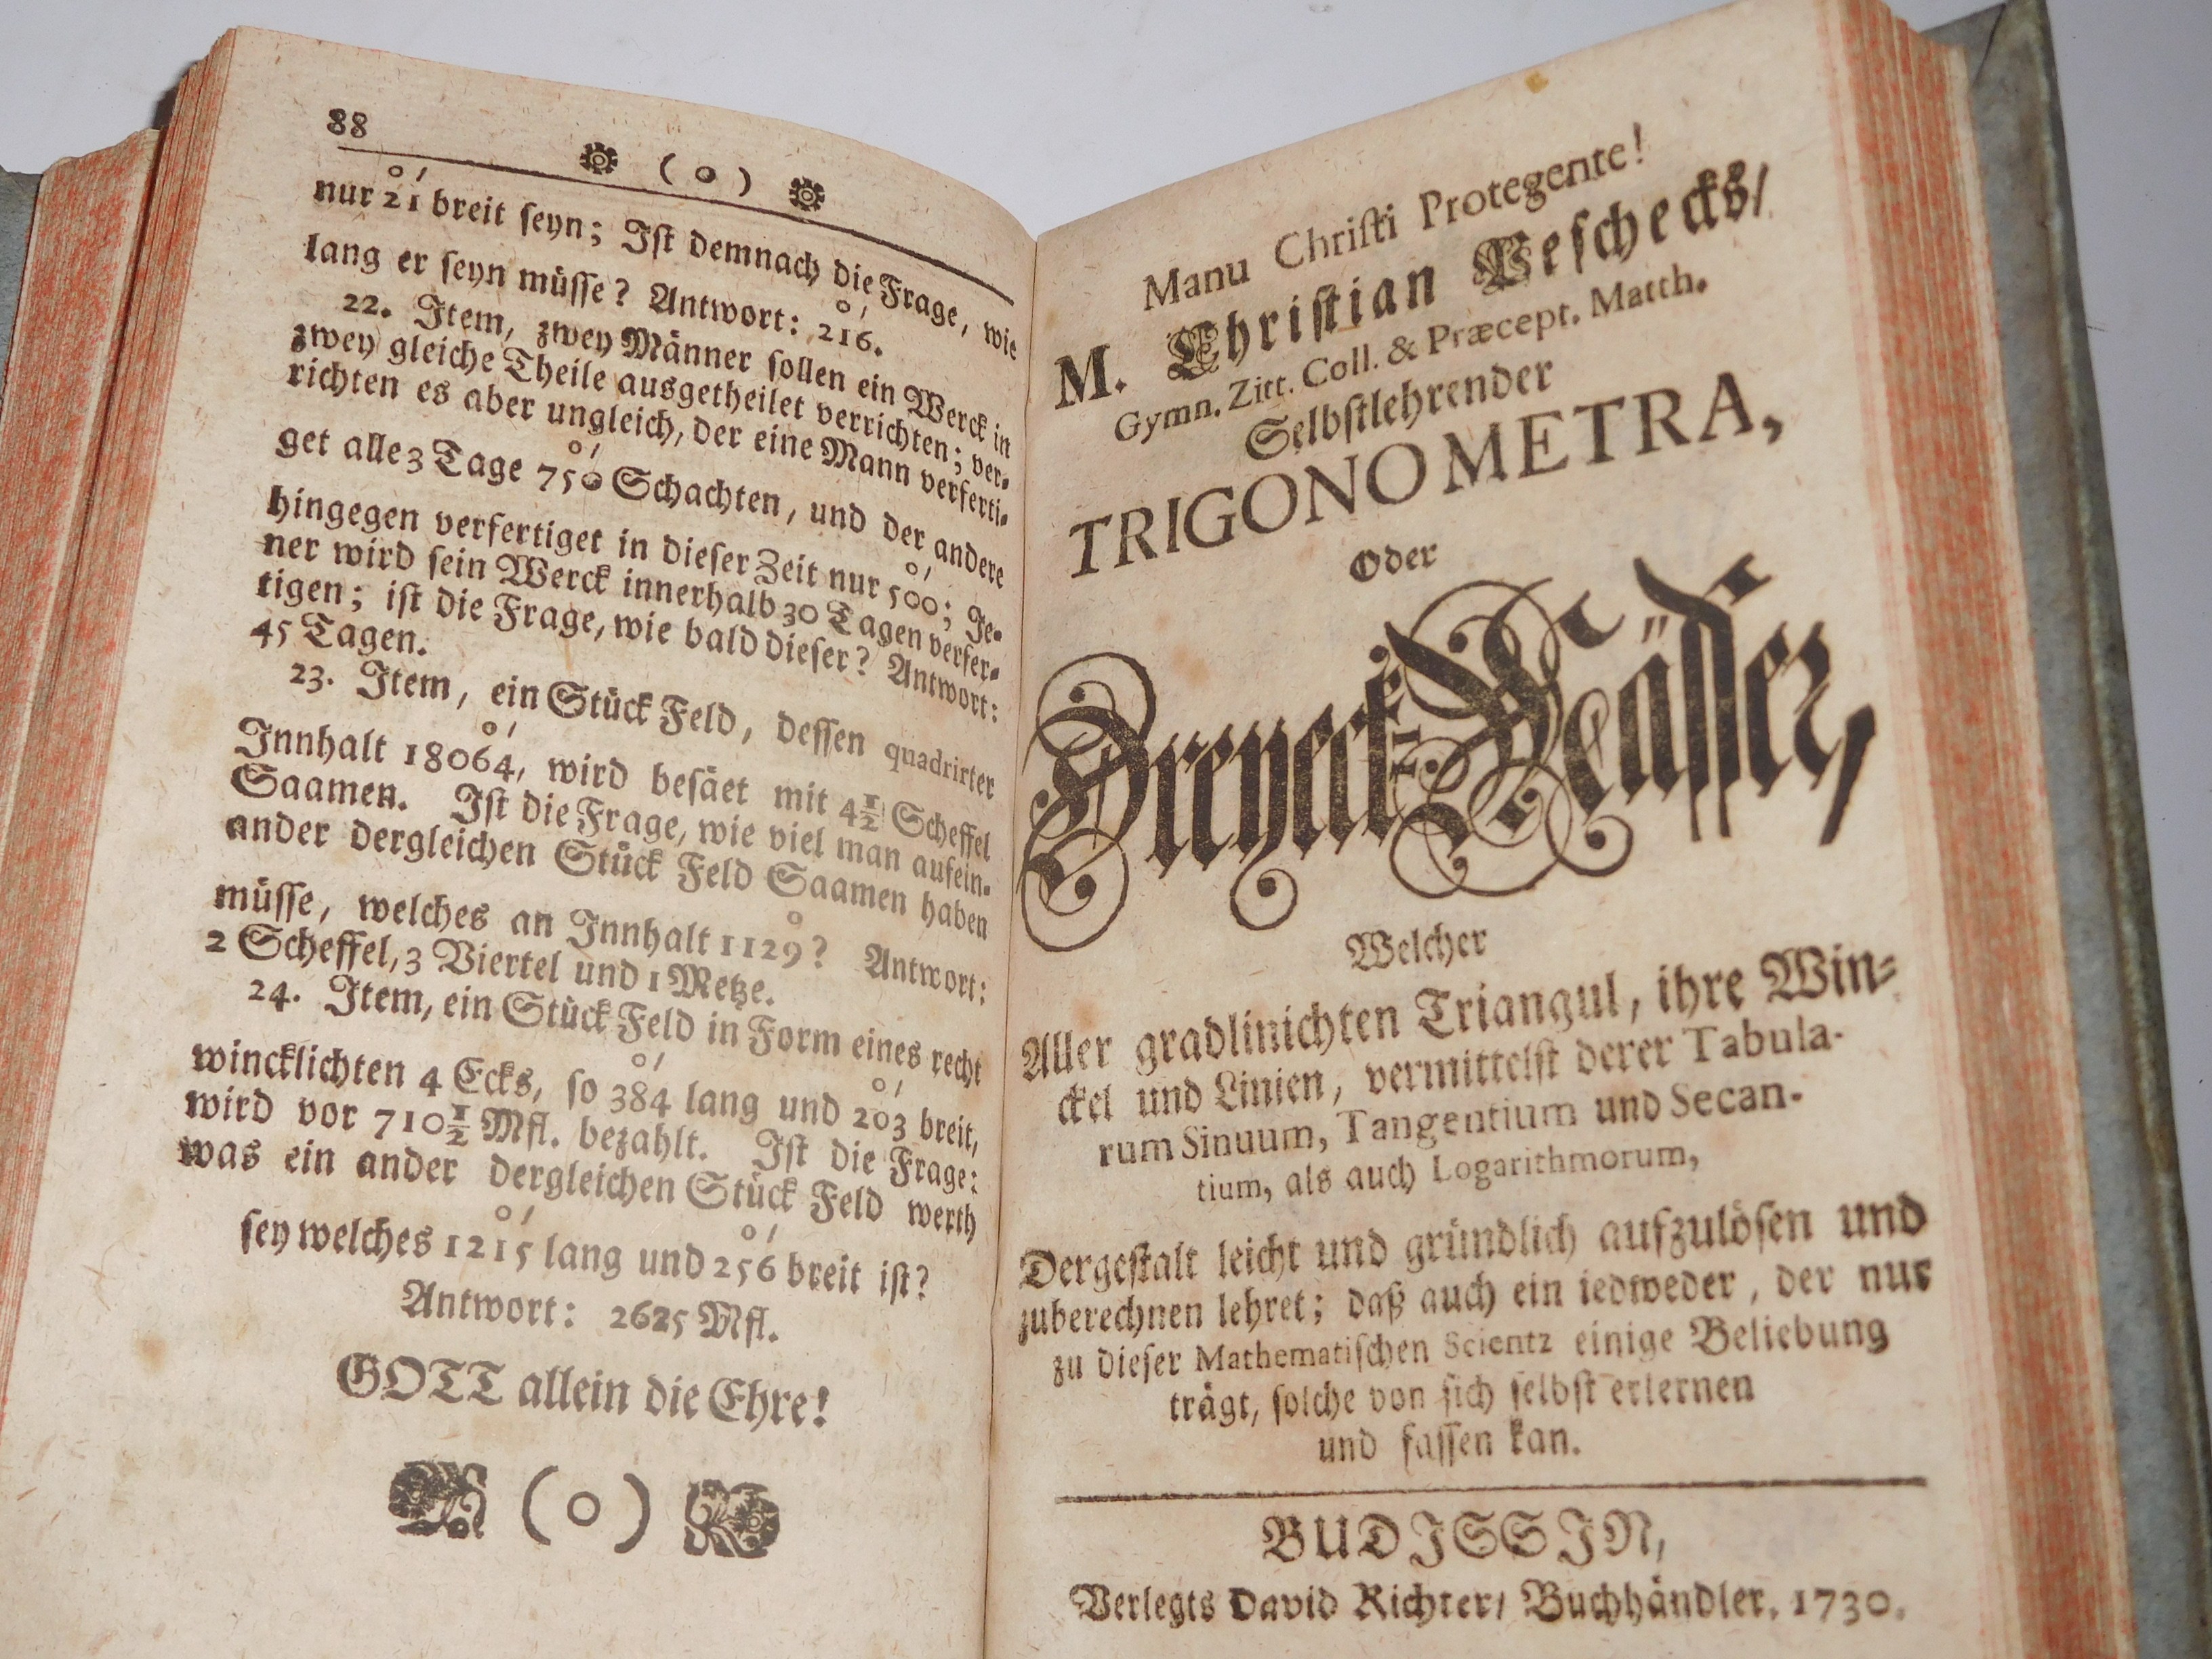 88
( o )
nur 21 breit seyn; Ist demnach die Frage, wie
lang er seyn müsse? Antwort: 216.
22. Item, zwey Männer sollen ein Werck in
zwey gleiche Theile ausgetheilet verrichten; ver-
richten es aber ungleich, der eine Mann verferti-
get alle 3 Tage 750 Schachten, und der andere
hingegen verfertiget in dieser Zeit nur 500; Je-
ner wird sein Werck innerhalb 30 Tagen verfer-
tigen; ist die Frage, wie bald dieser? Antwort:
45 Tagen.
23. Item, ein Stück Feld, dessen quadrirter
Innhalt 18064, wird besäet mit 4½ Scheffel
Saamen. Ist die Frage, wie viel man auf ein-
ander dergleichen Stück Feld Saamen haben
müsse, welches an Innhalt 1129? Antwort:
2 Scheffel, 3 Viertel und 1 Metze.
24. Item, ein Stück Feld in Form eines recht
wincklichten 4 Ecks, so 384 lang und 203 breit,
wird vor 710½ Mfl. bezahlt. Ist die Frage:
was ein ander dergleichen Stück Feld werth
sey welches 1215 lang und 256 breit ist?
Antwort: 2625 Mfl.
GOTT allein die Ehre!
( o )
Manu Christi Protegente!
M. Christian Peschecks/
Gymn. Zitt. Coll. & Præcept. Matth.
Selbstlehrender
TRIGONOMETRA,
Oder
Dreyeck-Mässer,
Welcher
Aller gradlinichten Triangul, ihre Win-
ckel und Linien, vermittelst derer Tabula-
rum Sinuum, Tangentium und Secan-
tium, als auch Logarithmorum,
Dergestalt leicht und gründlich aufzulösen und
zuberechnen lehret; daß auch ein iedweder, der nur
zu dieser Mathematischen Scientz einige Beliebung
trägt, solche von sich selbst erlernen
und fassen kan.
BUDISSIN,
Verlegts David Richter/ Buchhändler. 1730.